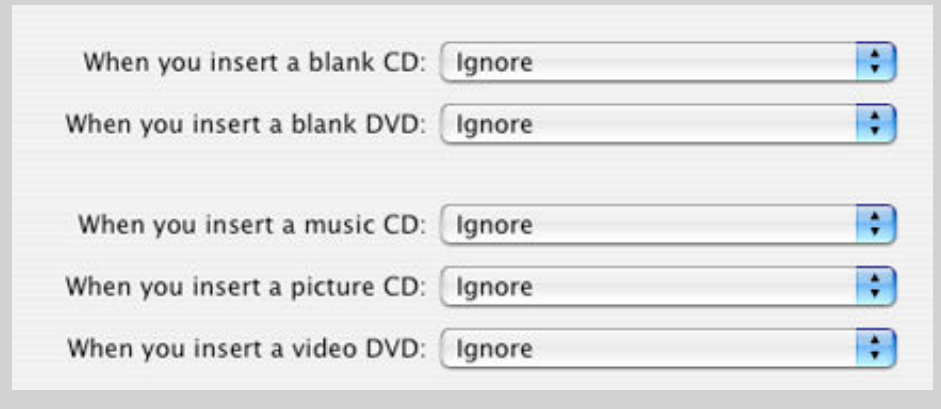 When you insert a blank CD: Ignore
When you insert a blank DVD: Ignore
When you insert a music CD: Ignore
When you insert a picture CD: Ignore
When you insert a video DVD: Ignore